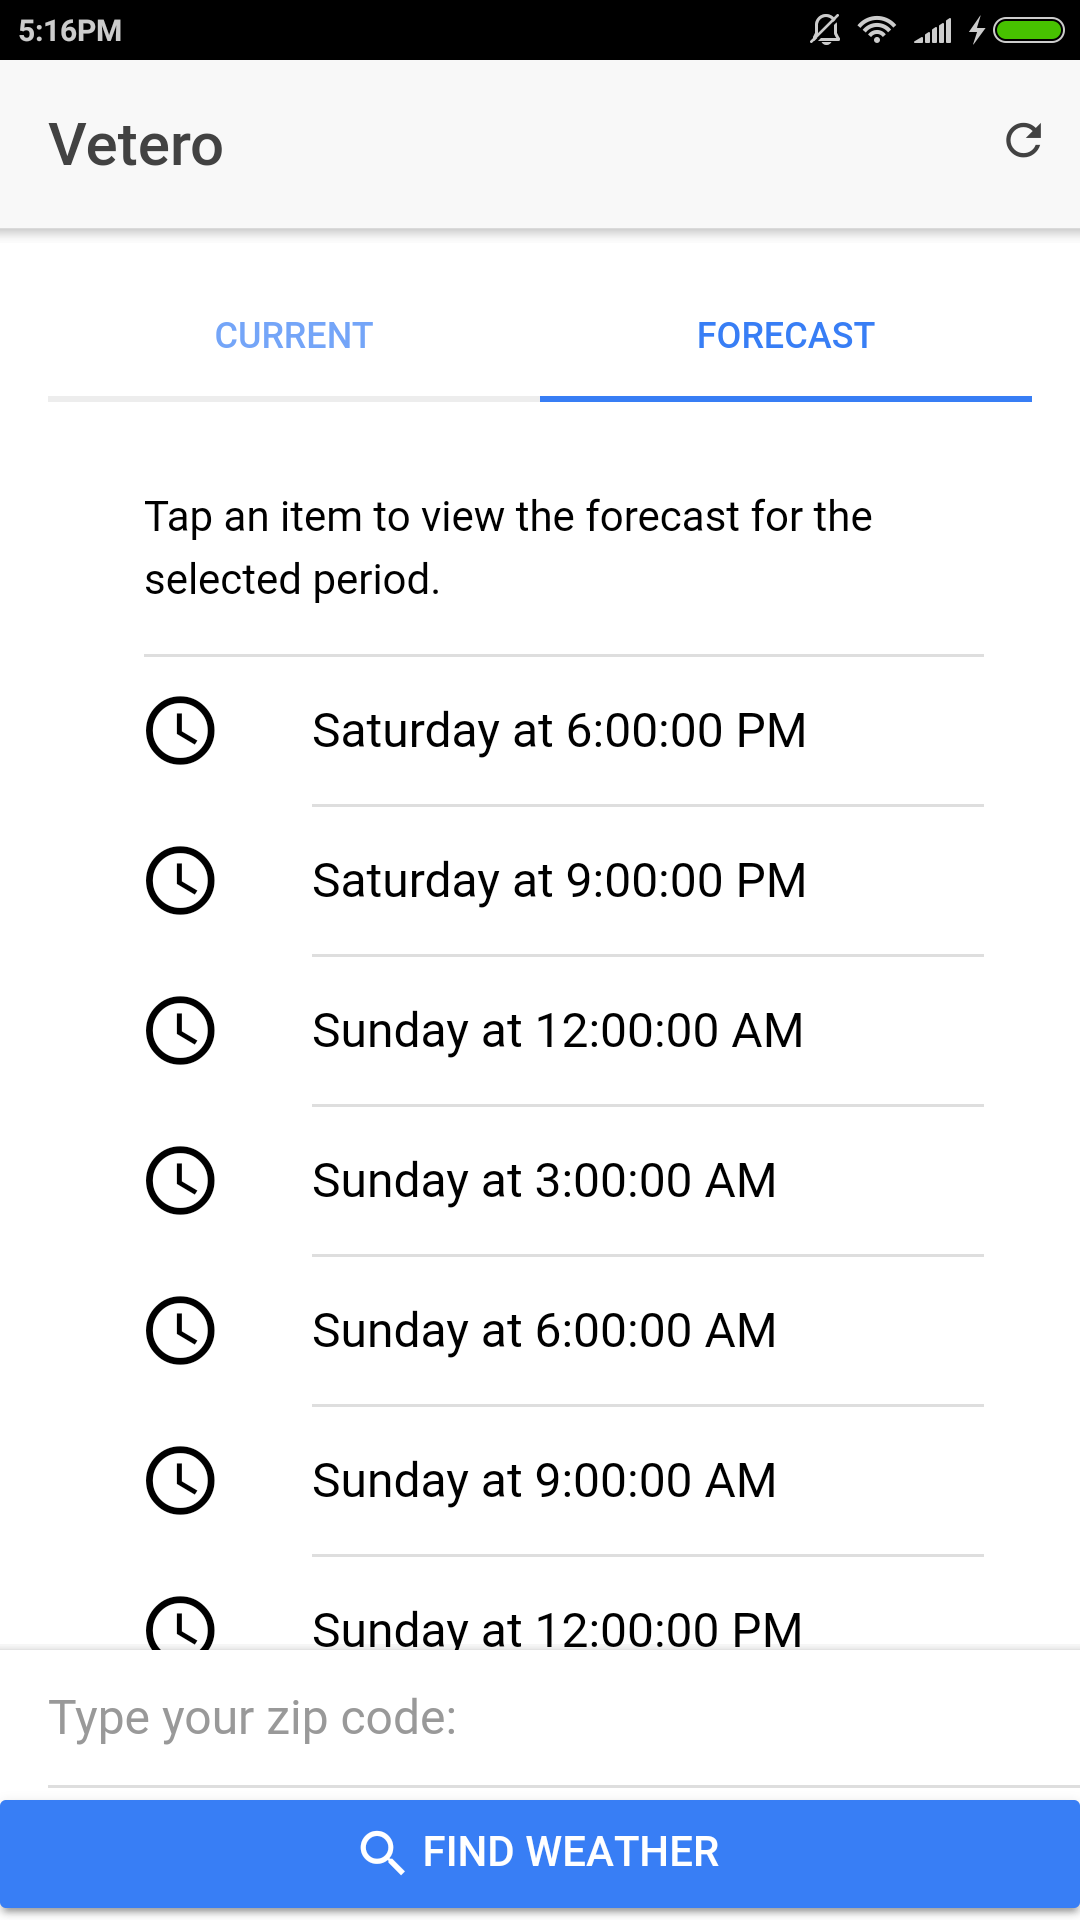 5:16PM
Vetero
CURRENT
FORECAST
Tap an item to view the forecast for the
selected period.
Saturday at 6:00:00 PM
Saturday at 9:00:00 PM
Sunday at 12:00:00 AM
Sunday at 3:00:00 AM
Sunday at 6:00:00 AM
Sunday at 9:00:00 AM
Sunday at 12:00:00 PM
Type your zip code:
FIND WEATHER